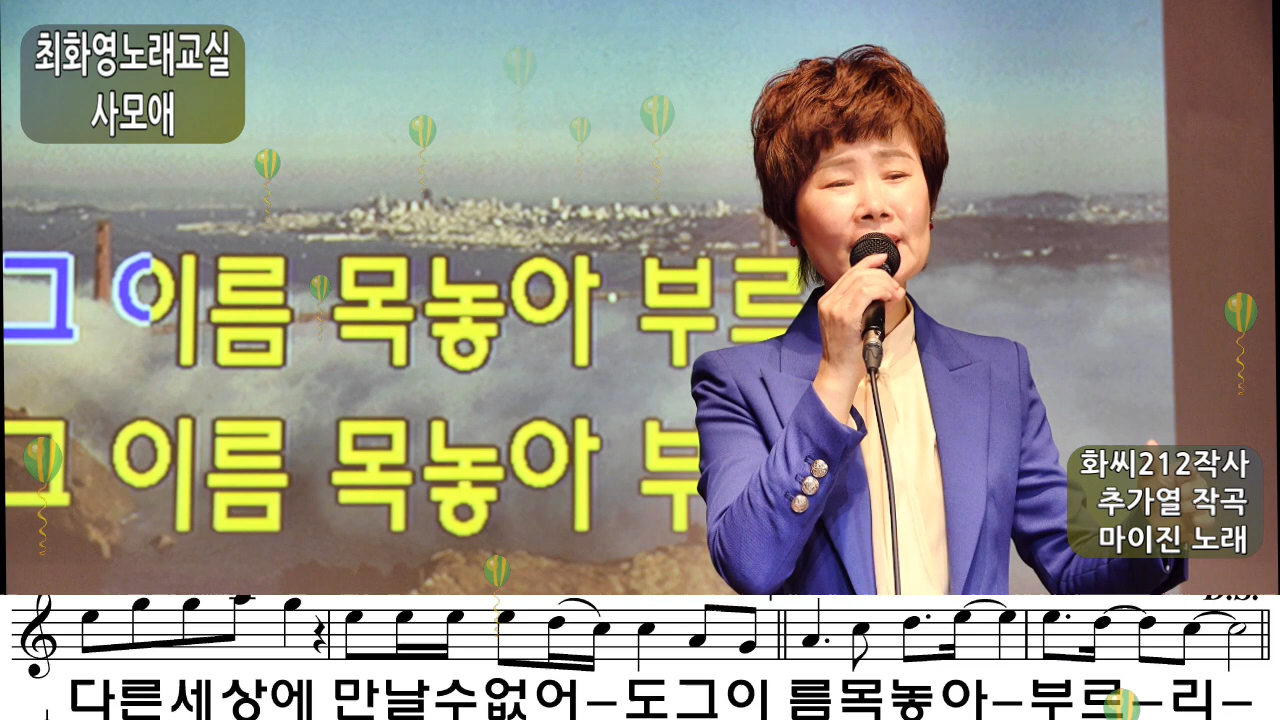 최화영노래교실
사모애
그 이름 목놓아 부르
그 이름 목놓아 부
화씨212작사
추가열 작곡
마이진 노래
D.S.
다른세상에 만날수없어-도그이 름목놓아-부르-리-